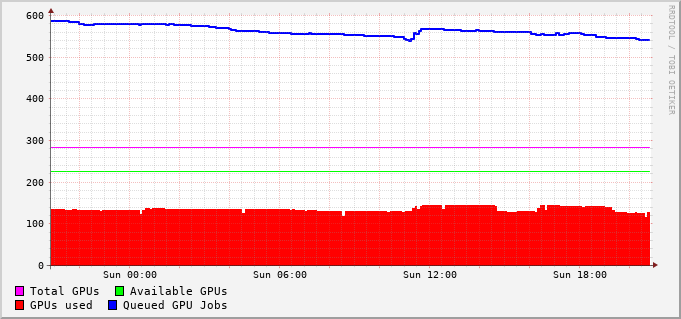 600
500
400
300
200
100
0
Sun 00:00 Sun 06:00 Sun 12:00 Sun 18:00
Total GPUs Available GPUs
GPUs used Queued GPU Jobs
RRDTOOL / TOBI OETIKER